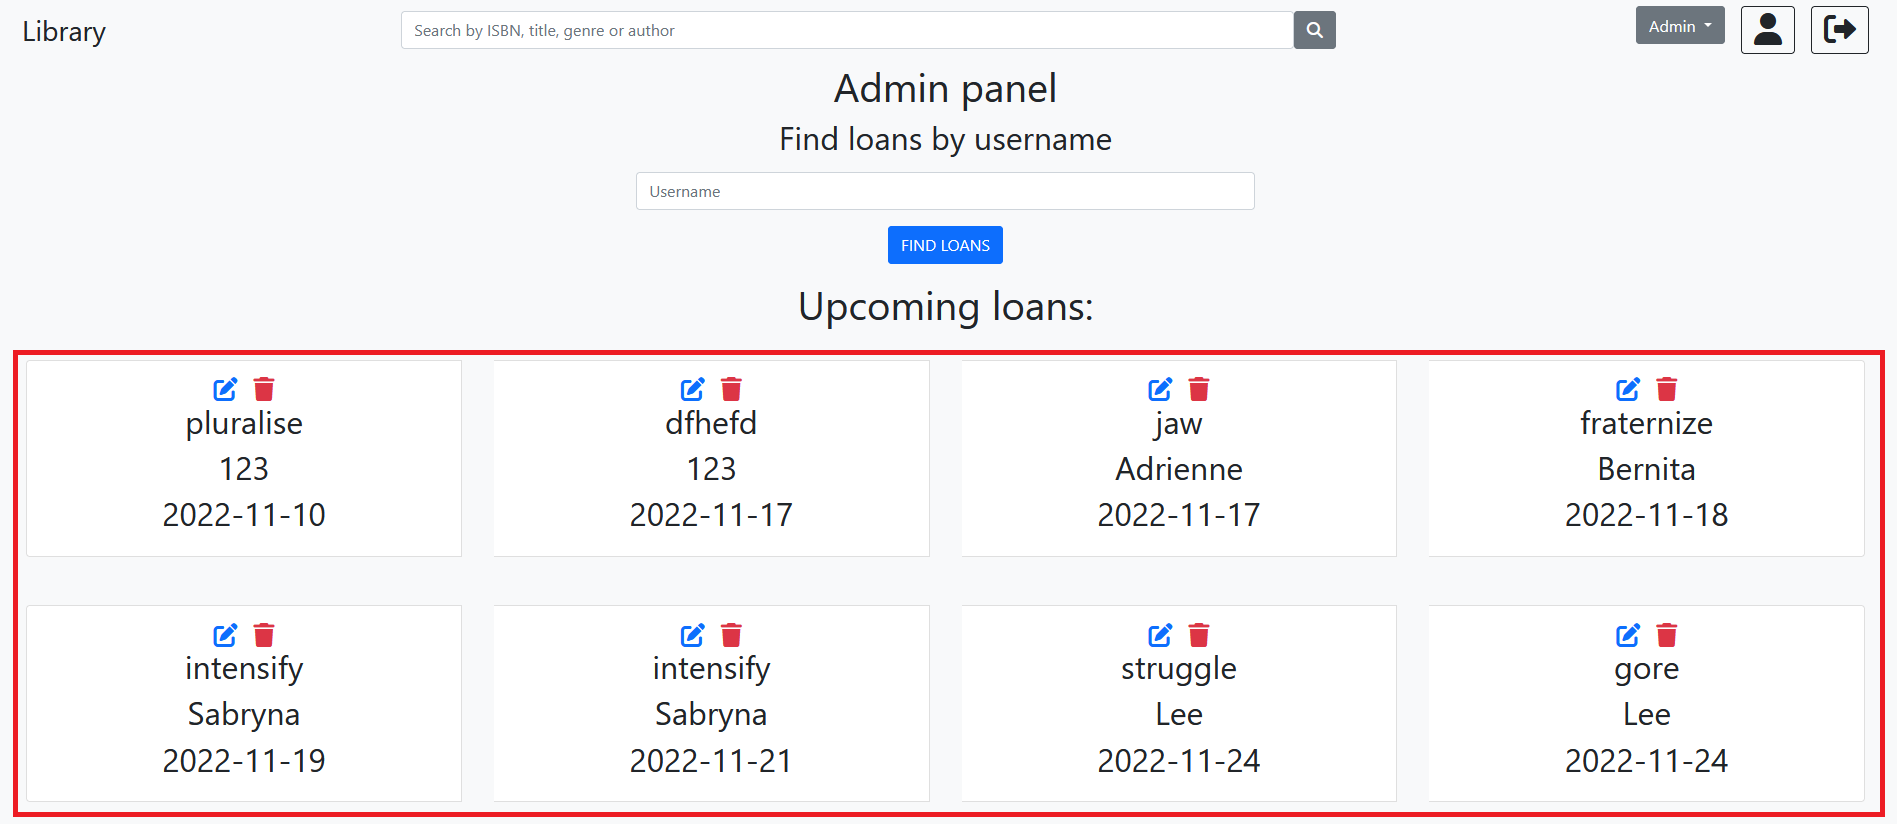 Library
Search by ISBN, title, genre or author
Admin
Admin panel
Find loans by username
Username
FIND LOANS
Upcoming loans:
pluralise
123
2022-11-10
dfhefd
123
2022-11-17
jaw
Adrienne
2022-11-17
fraternize
Bernita
2022-11-18
intensify
Sabryna
2022-11-19
intensify
Sabryna
2022-11-21
struggle
Lee
2022-11-24
gore
Lee
2022-11-24